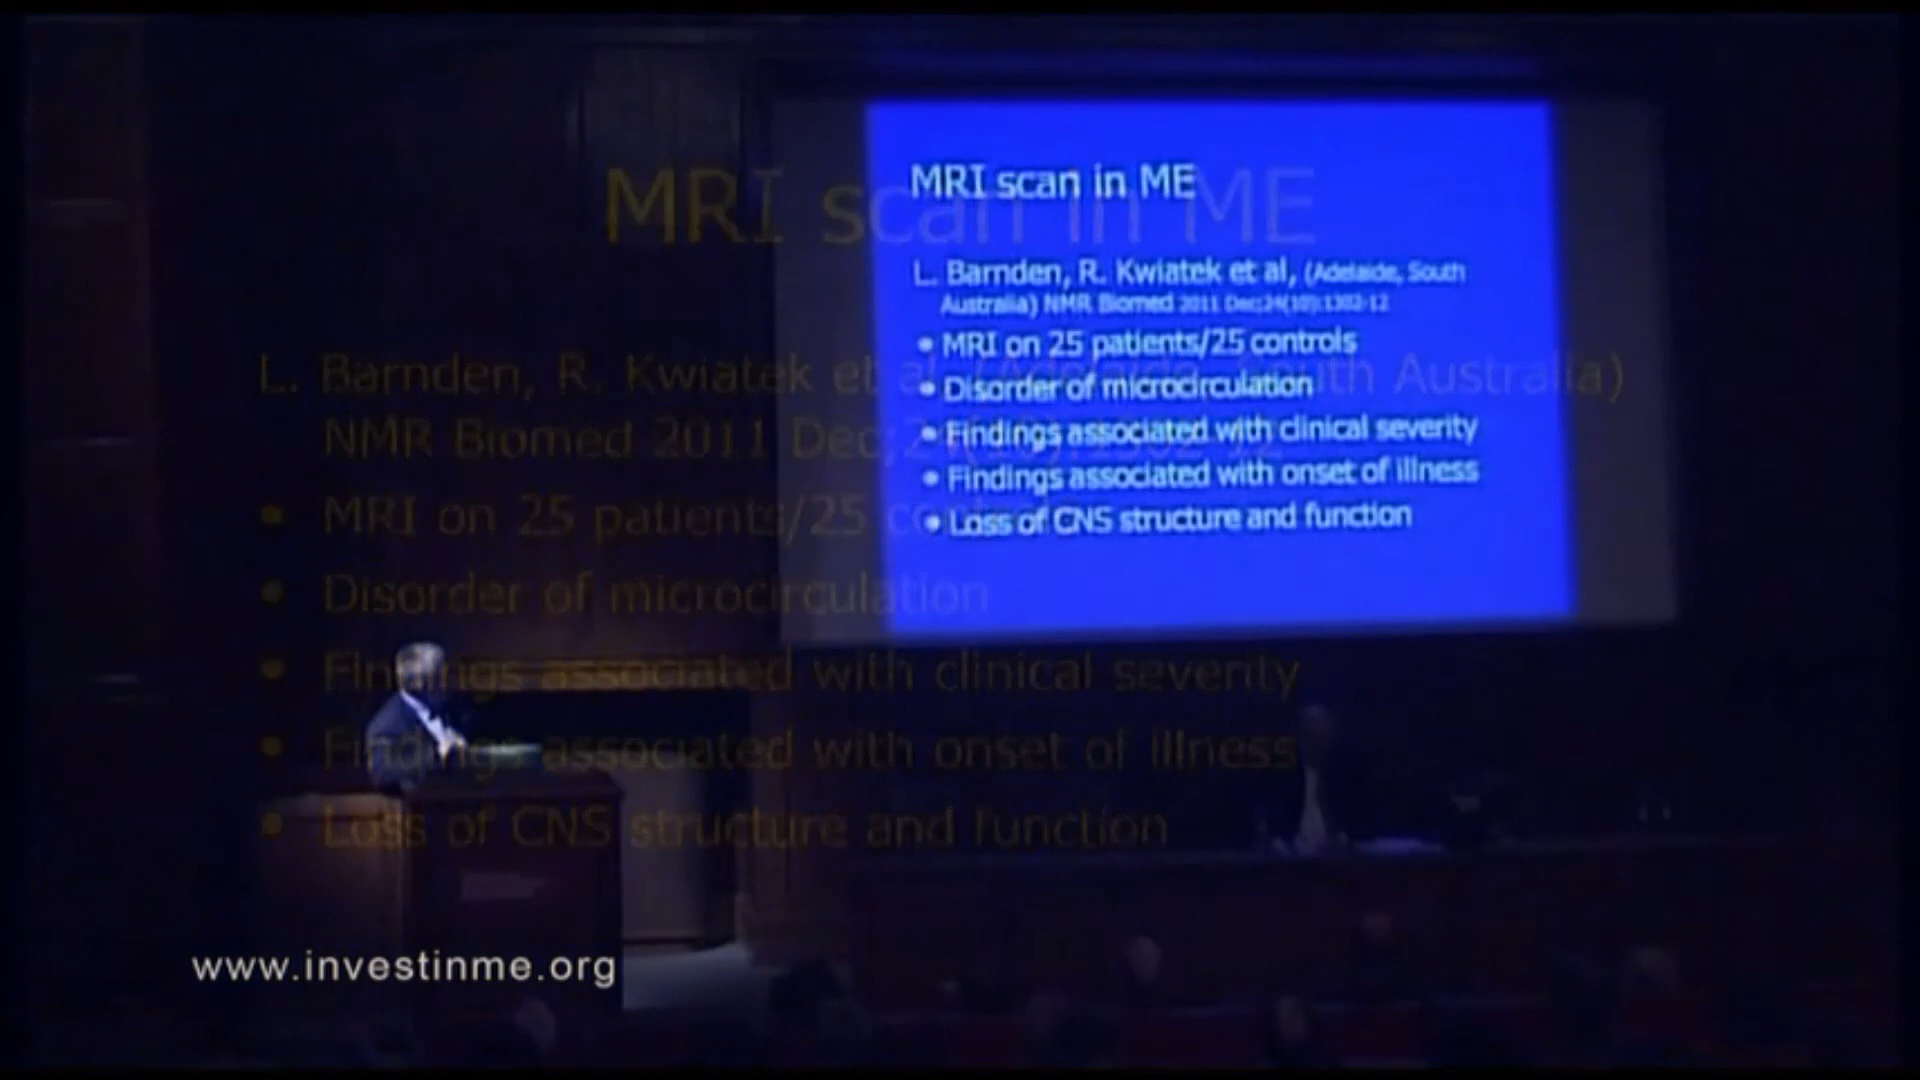 MRI scan in ME
L. Barnden, R. Kwiatek et al, (Adelaide, South
Australia) NMR Biomed 2011 Dec;24(10):1302-12
• MRI on 25 patients/25 controls
• Disorder of microcirculation
• Findings associated with clinical severity
• Findings associated with onset of illness
• Loss of CNS structure and function
MRI scan in ME
L. Barnden, R. Kwiatek et al, (Adelaide, South Australia)
NMR Biomed 2011 Dec;24(10):1302-12
• MRI on 25 patients/25 controls
• Disorder of microcirculation
• Findings associated with clinical severity
• Findings associated with onset of illness
• Loss of CNS structure and function
www.investinme.org